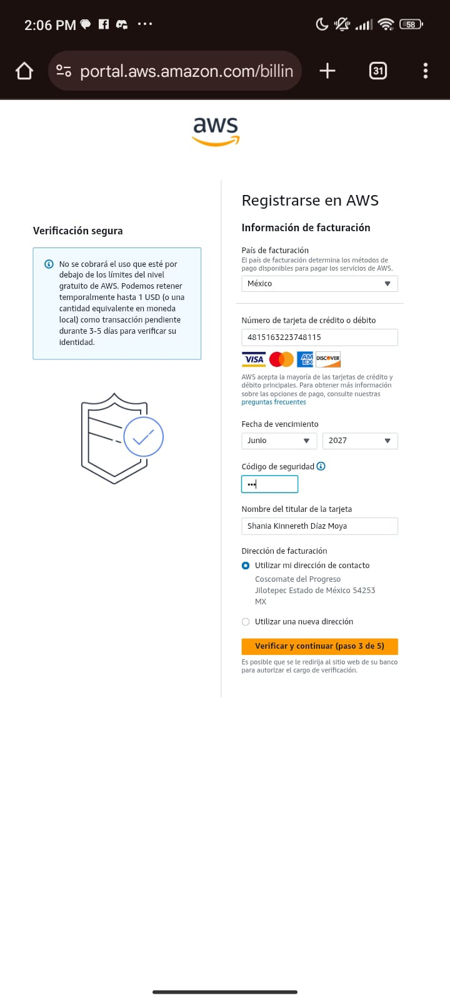 2:06 PM
58
portal.aws.amazon.com/billin
31
aws
Registrarse en AWS
Verificación segura
No se cobrará el uso que esté por
debajo de los límites del nivel
gratuito de AWS. Podemos retener
temporalmente hasta 1 USD (o una
cantidad equivalente en moneda
local) como transacción pendiente
durante 3-5 días para verificar su
identidad.
Información de facturación
País de facturación
El país de facturación determina los métodos de
pago disponibles para pagar los servicios de AWS.
México
Número de tarjeta de crédito o débito
4815163223748115
VISA AM EX DISCOVER
AWS acepta la mayoría de las tarjetas de crédito y
débito principales. Para obtener más información
sobre las opciones de pago, consulte nuestras
preguntas frecuentes
Fecha de vencimiento
Junio 2027
Código de seguridad
•••
Nombre del titular de la tarjeta
Shania Kinnereth Díaz Moya
Dirección de facturación
Utilizar mi dirección de contacto
Coscomate del Progreso
Jilotepec Estado de México 54253
MX
Utilizar una nueva dirección
Verificar y continuar (paso 3 de 5)
Es posible que se le redirija al sitio web de su banco
para autorizar el cargo de verificación.